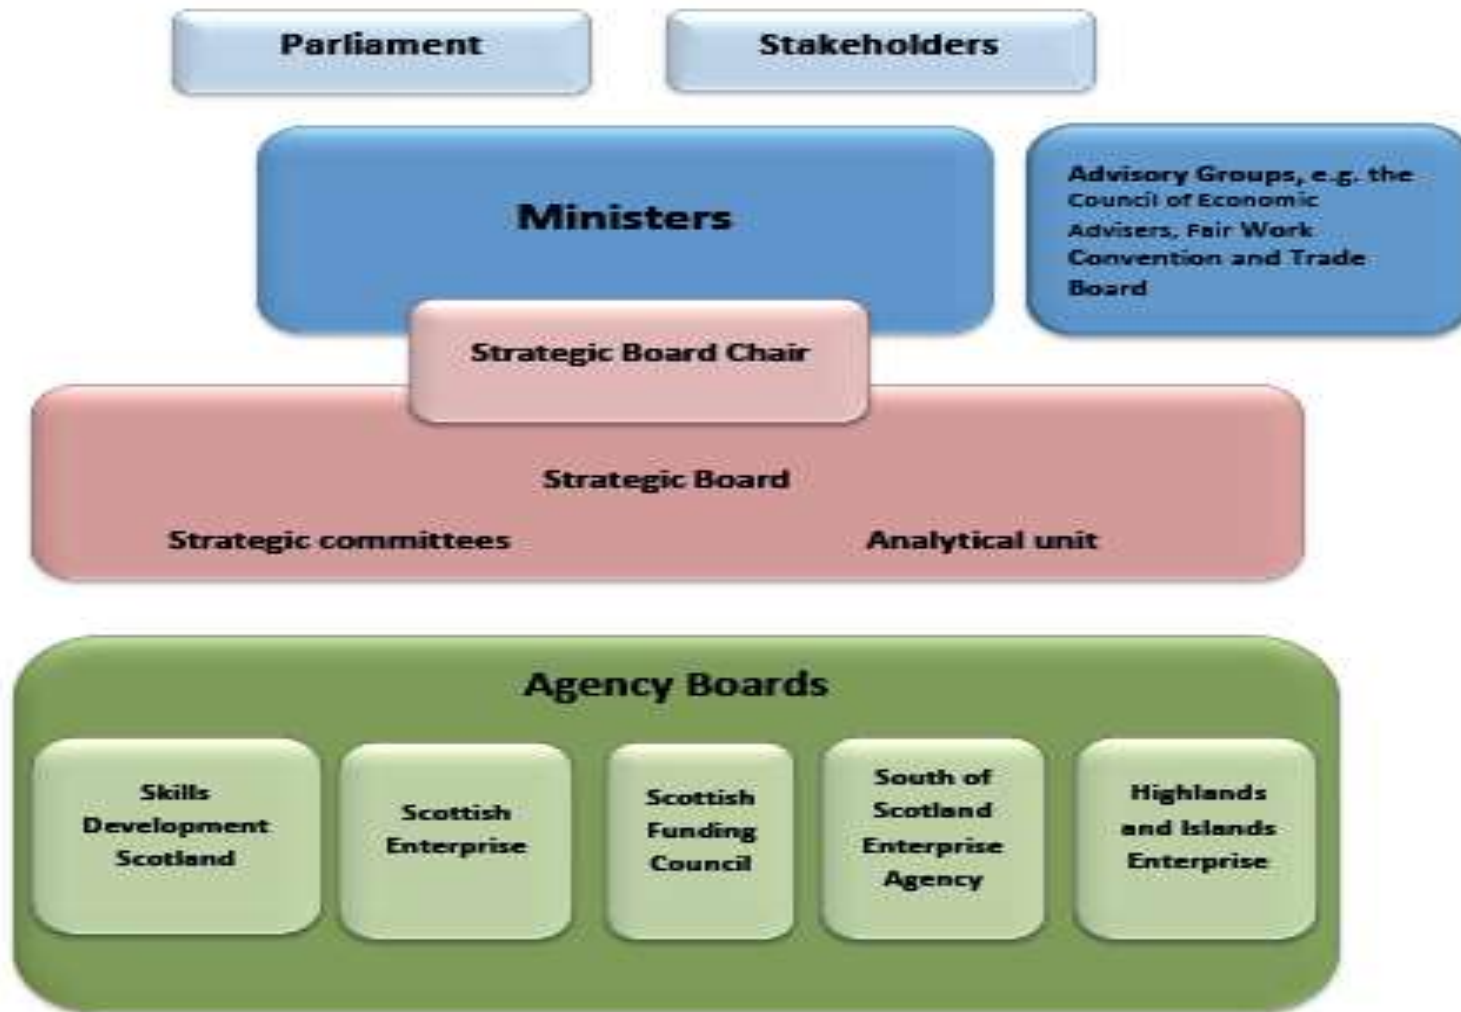 Parliament
Stakeholders
Ministers
Advisory Groups, e.g. the
Council of Economic
Advisers, Fair Work
Convention and Trade
Board
Strategic Board Chair
Strategic Board
Strategic committees
Analytical unit
Agency Boards
Skills
Development
Scotland
Scottish
Enterprise
Scottish
Funding
Council
South of
Scotland
Enterprise
Agency
Highlands
and Islands
Enterprise